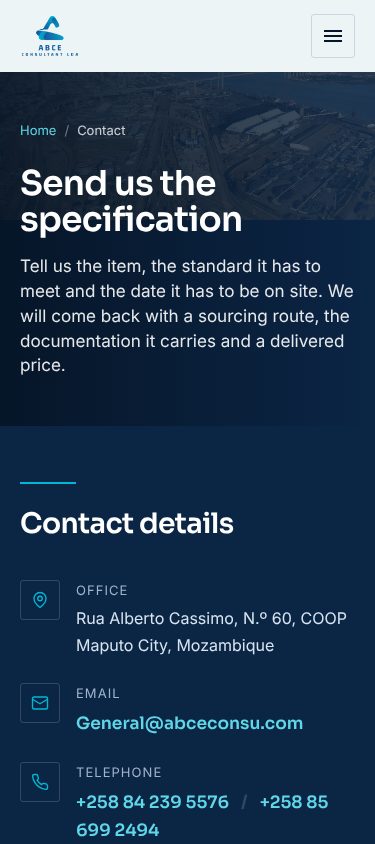 ABCE
CONSULTANT LDA
Home / Contact
Send us the
specification
Tell us the item, the standard it has to
meet and the date it has to be on site. We
will come back with a sourcing route, the
documentation it carries and a delivered
price.
Contact details
OFFICE
Rua Alberto Cassimo, N.º 60, COOP
Maputo City, Mozambique
EMAIL
General@abceconsu.com
TELEPHONE
+258 84 239 5576 / +258 85
699 2494